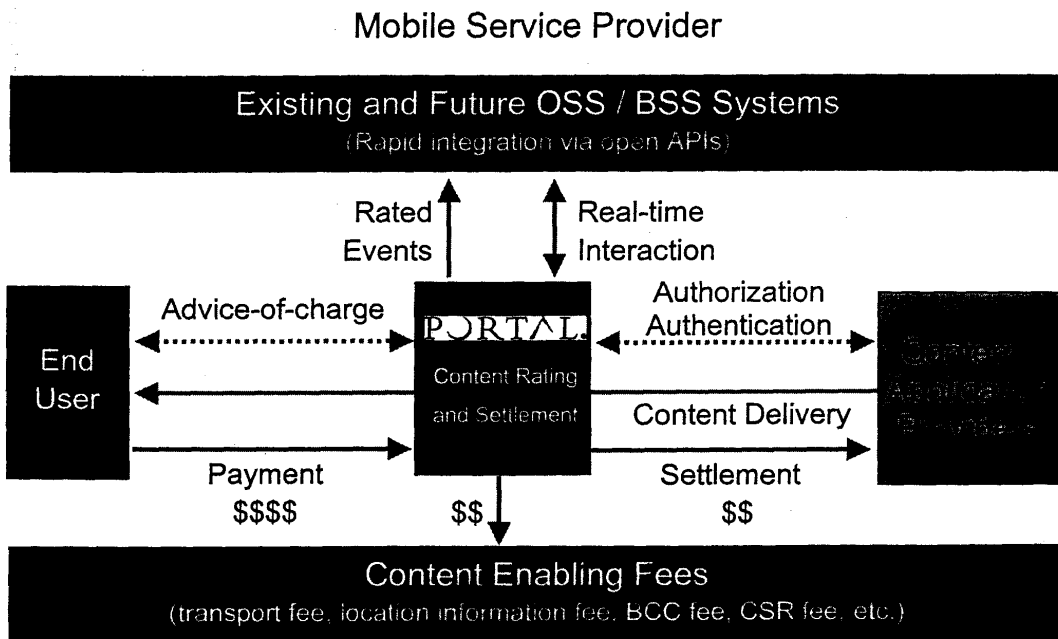 Mobile Service Provider
Existing and Future OSS / BSS Systems
(Rapid integration via open APIs)
Rated
Events
Real-time
Interaction
End
User
Advice-of-charge
PORTAL.
Content Rating
and Settlement
Authorization
Authentication
Content
Content Delivery
Payment
$$$$
$$
Settlement
$$
Content Enabling Fees
(transport fee, location information fee, BCC fee, CSR fee, etc.)